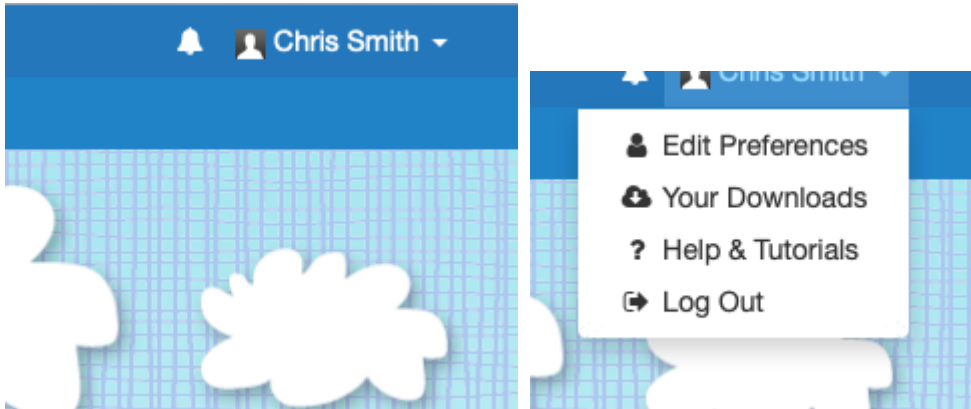 Chris Smith
Chris Smith
Edit Preferences
Your Downloads
? Help & Tutorials
Log Out